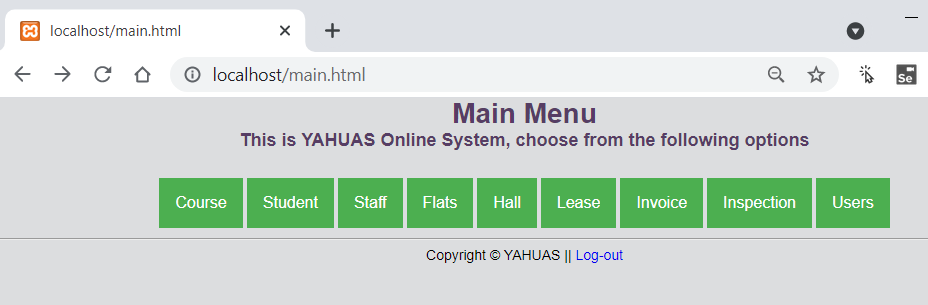 localhost/main.html
localhost/main.html
Se
Main Menu
This is YAHUAS Online System, choose from the following options
Course Student Staff Flats Hall Lease Invoice Inspection Users
Copyright © YAHUAS || Log-out